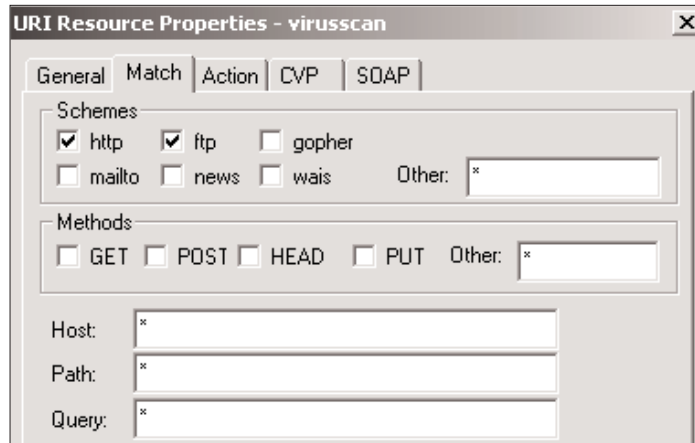 URI Resource Properties - virusscan
General Match Action CVP SOAP
Schemes
http ftp gopher
mailto news wais Other: *
Methods
GET POST HEAD PUT Other: *
Host: *
Path: *
Query: *